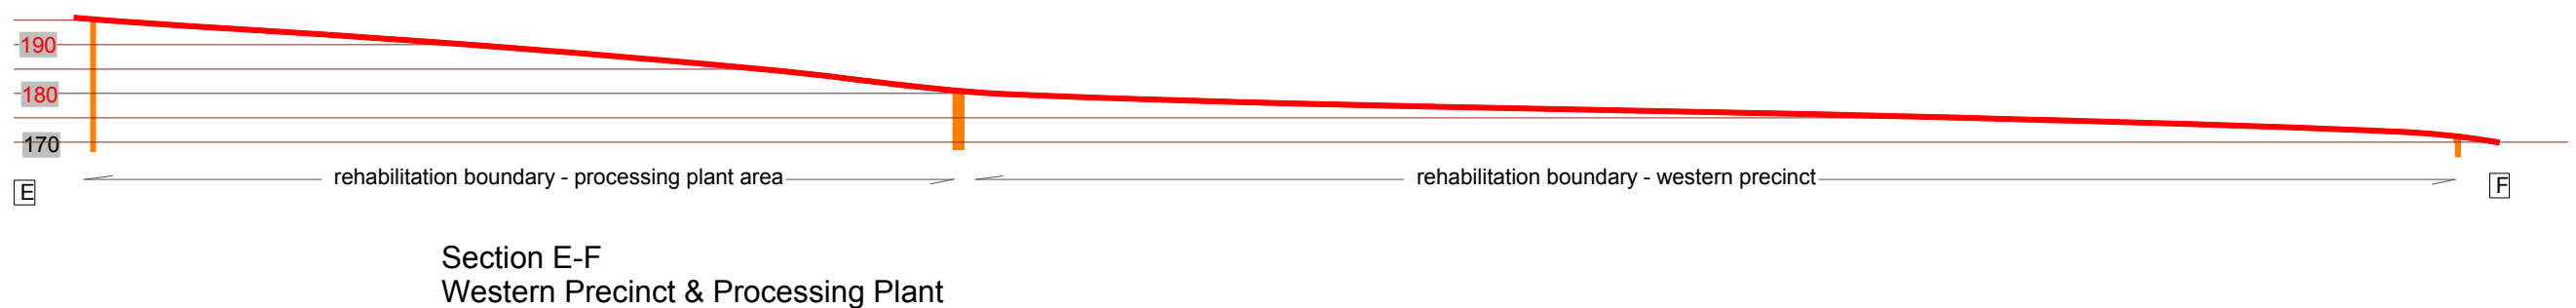 190
180
170
rehabilitation boundary - processing plant area
rehabilitation boundary - western precinct
E
F
Section E-F
Western Precinct & Processing Plant